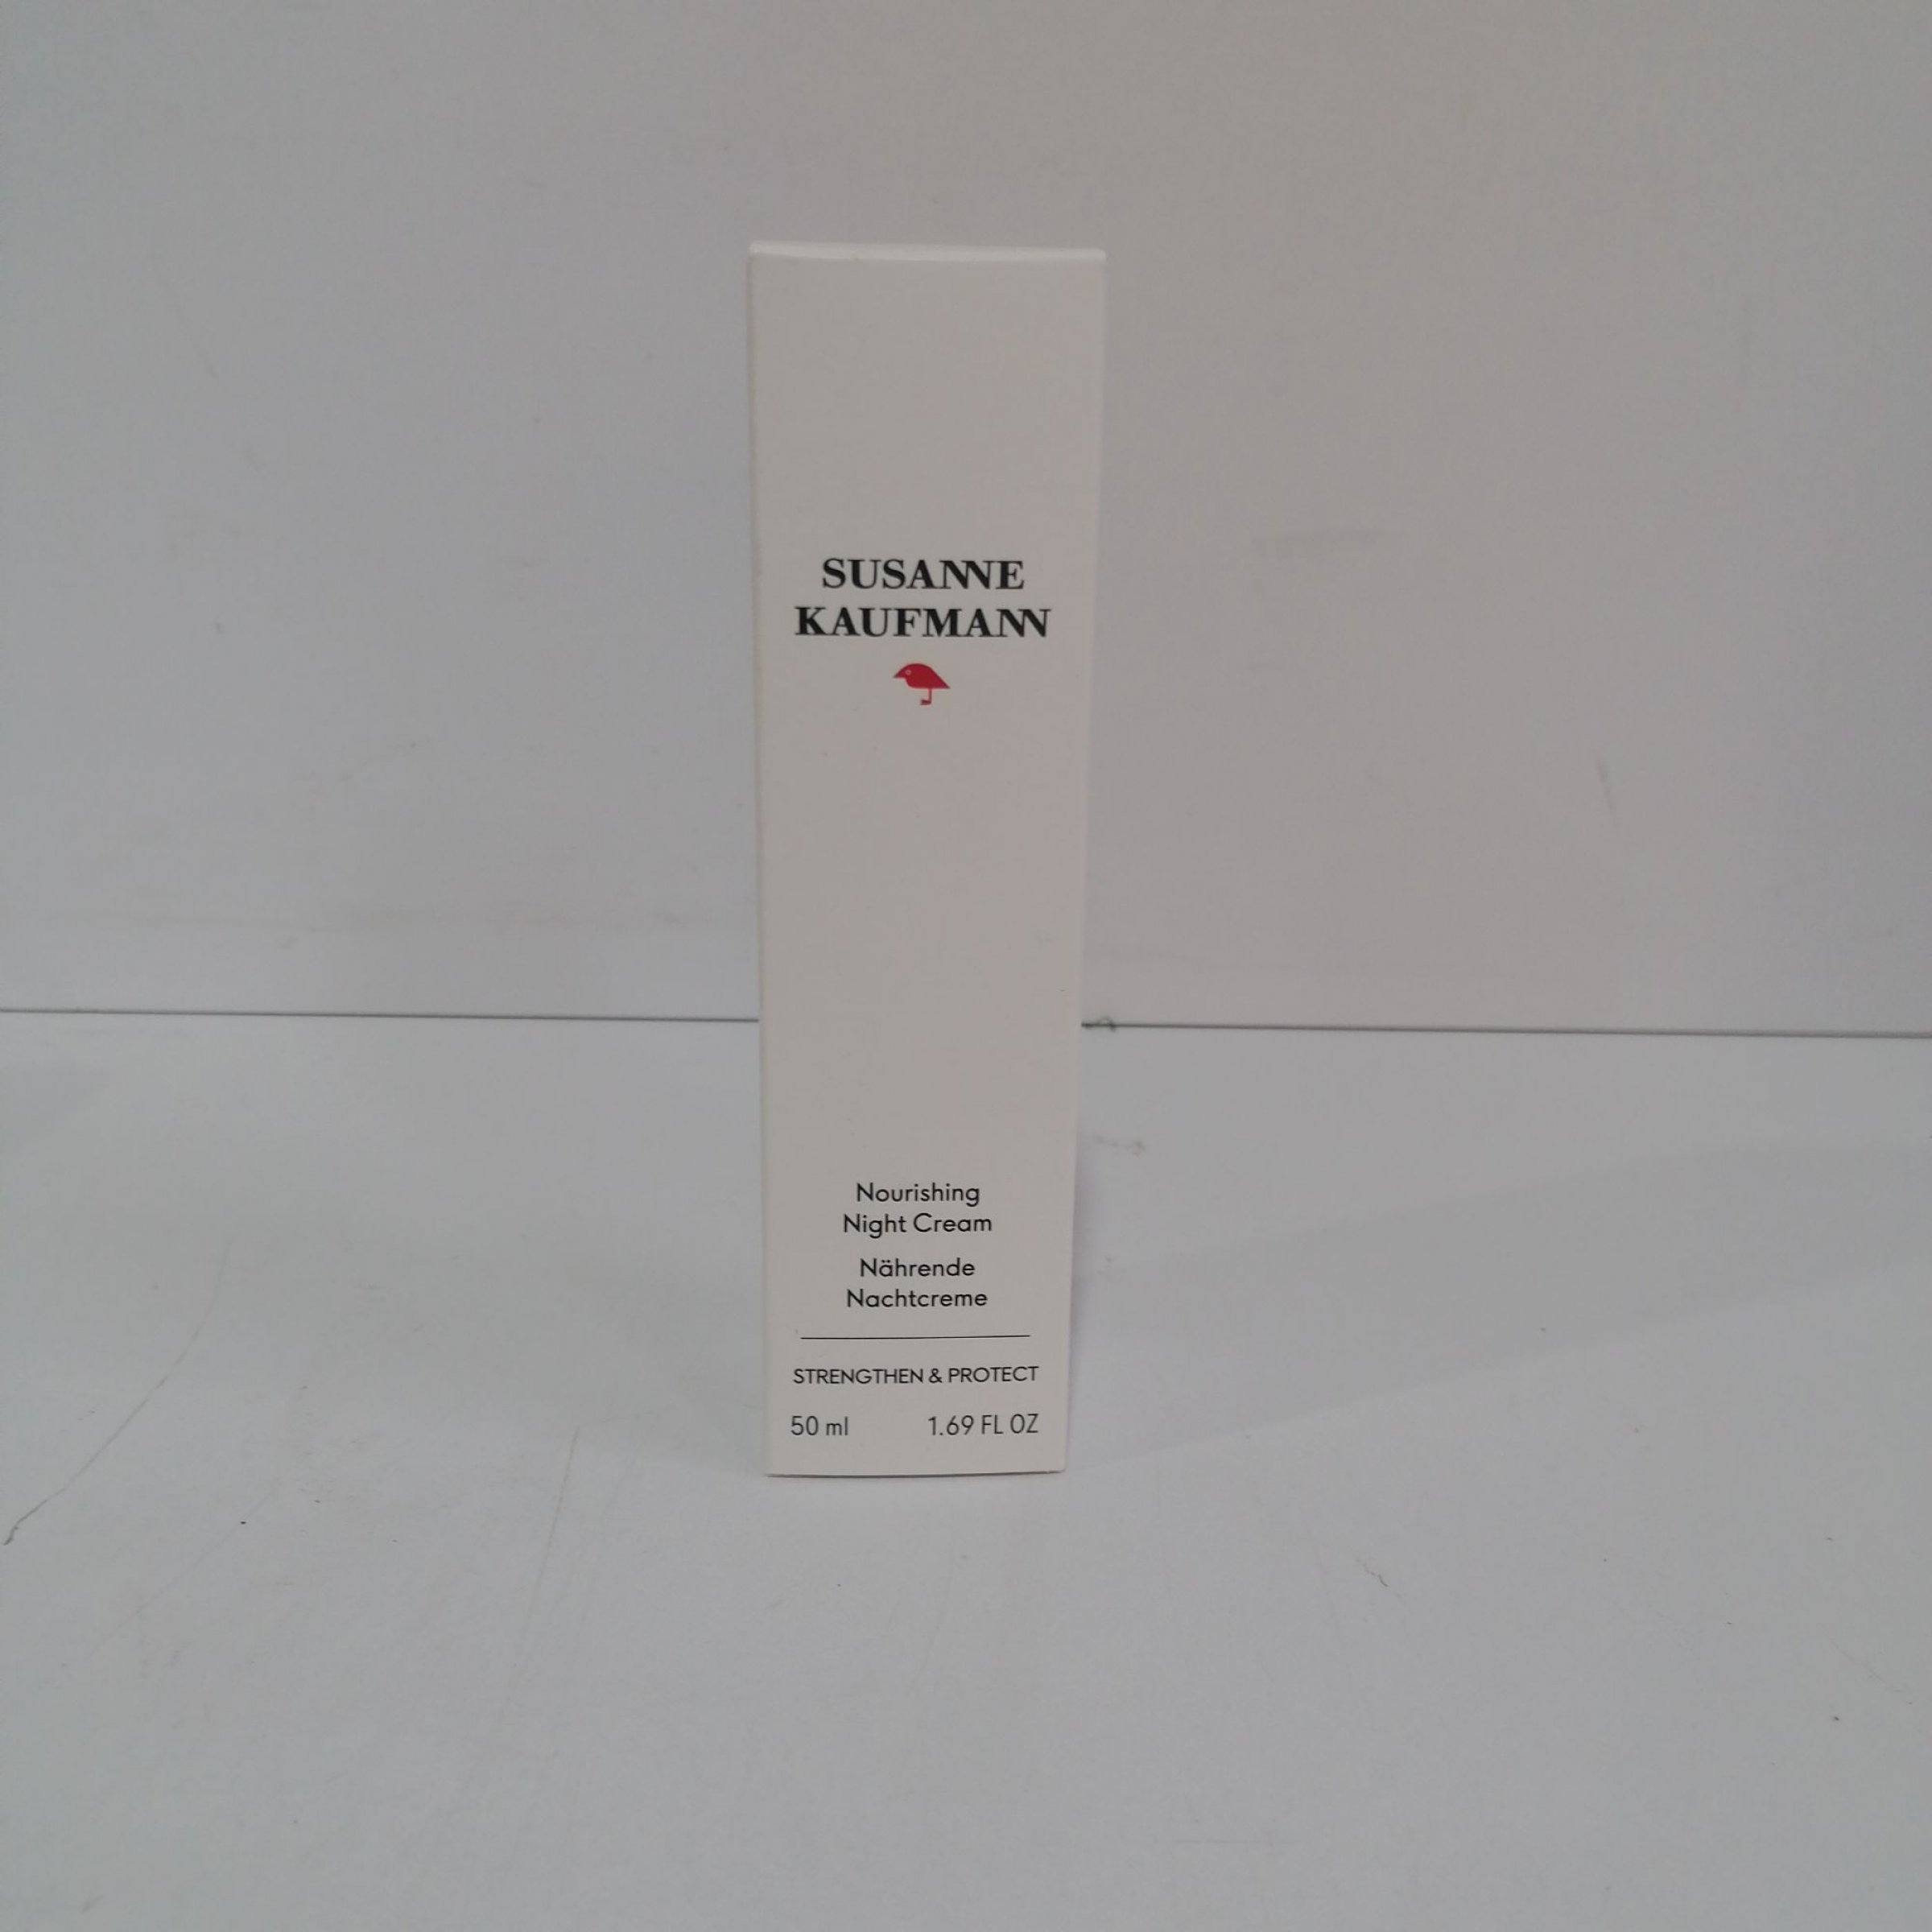 SUSANNE
KAUFMANN
Nourishing
Night Cream
Nährende
Nachtcreme
STRENGTHEN & PROTECT
50 ml 1.69 FL OZ